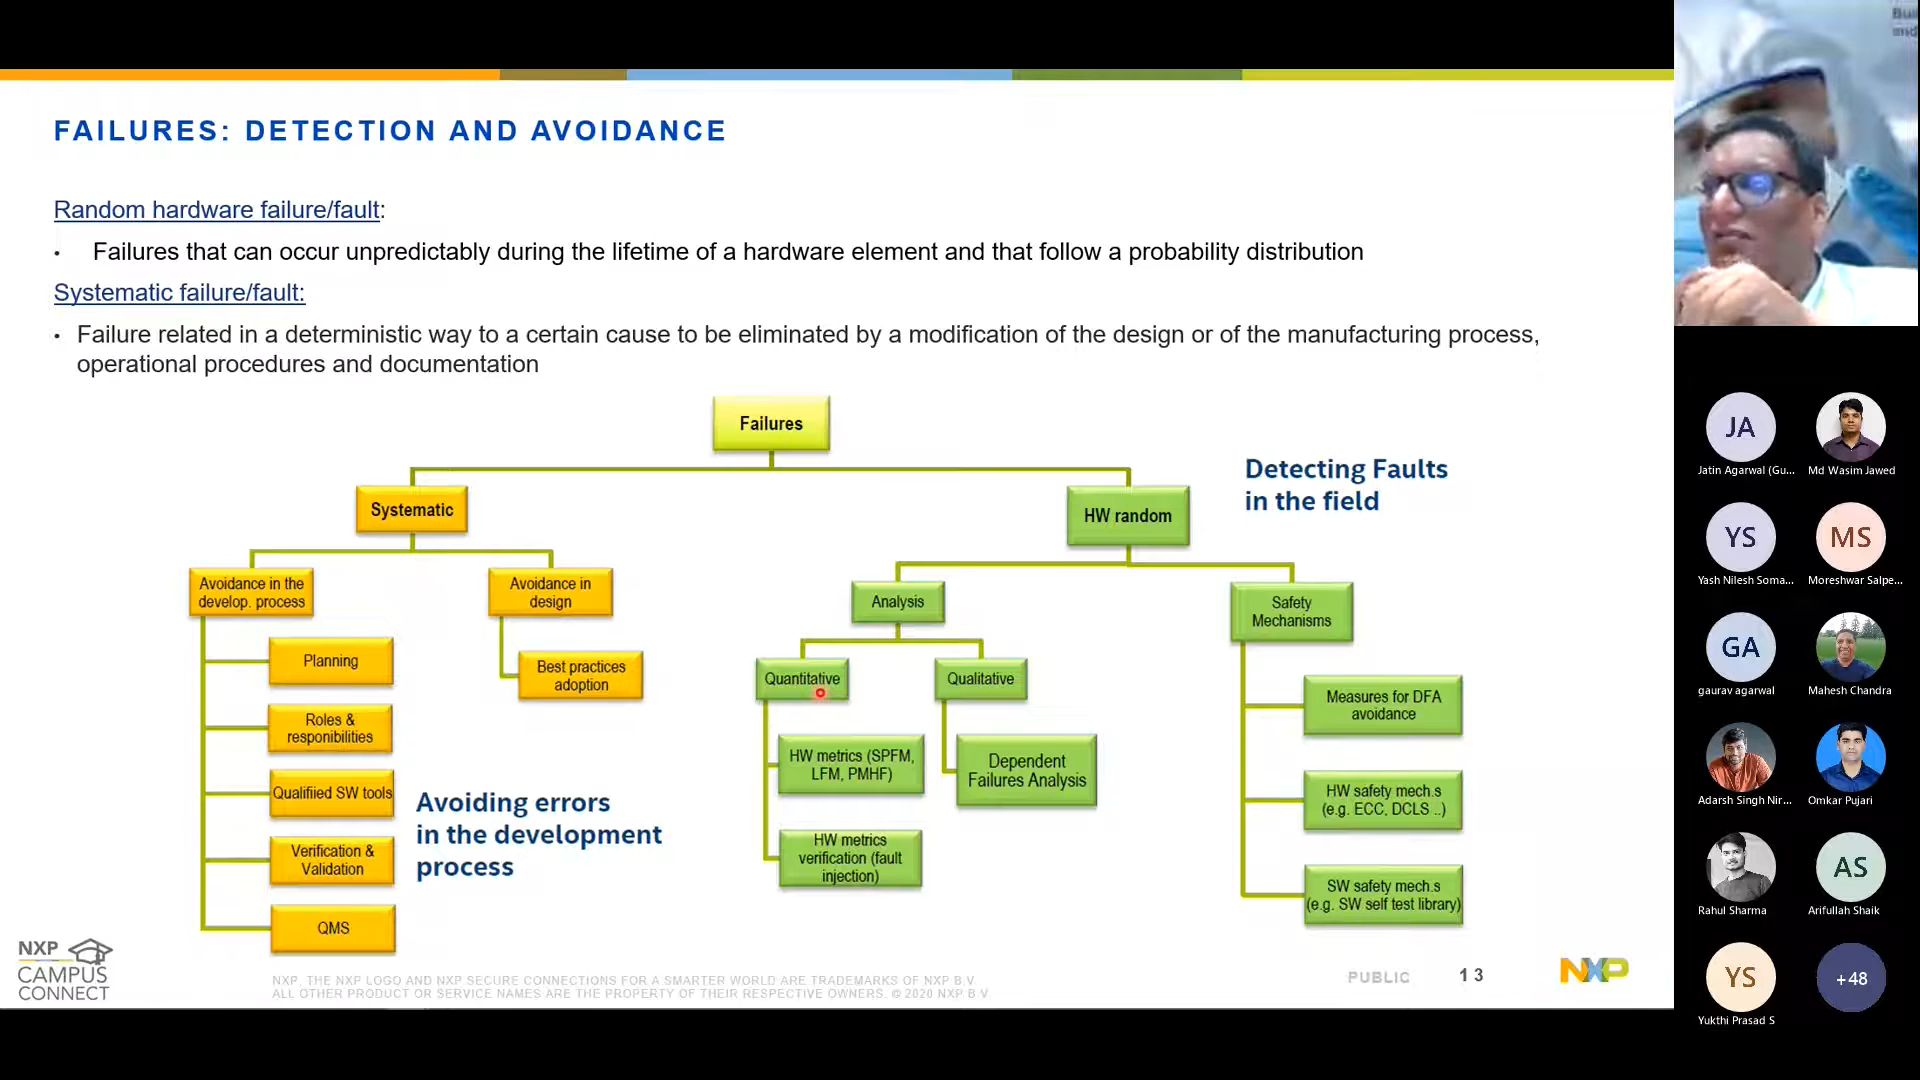 FAILURES: DETECTION AND AVOIDANCE
Random hardware failure/fault:
• Failures that can occur unpredictably during the lifetime of a hardware element and that follow a probability distribution
Systematic failure/fault:
• Failure related in a deterministic way to a certain cause to be eliminated by a modification of the design or of the manufacturing process,
operational procedures and documentation
Failures
Systematic
HW random
Detecting Faults
in the field
Avoidance in the
develop. process
Avoidance in
design
Planning
Roles &
responibilities
Qualifiied SW tools
Verification &
Validation
QMS
Best practices
adoption
Avoiding errors
in the development
process
Analysis
Quantitative
Qualitative
HW metrics (SPFM,
LFM, PMHF)
HW metrics
verification (fault
injection)
Dependent
Failures Analysis
Safety
Mechanisms
Measures for DFA
avoidance
HW safety mech.s
(e.g. ECC, DCLS ..)
SW safety mech.s
(e.g. SW self test library)
NXP
CAMPUS
CONNECT
NXP, THE NXP LOGO AND NXP SECURE CONNECTIONS FOR A SMARTER WORLD ARE TRADEMARKS OF NXP B.V.
ALL OTHER PRODUCT OR SERVICE NAMES ARE THE PROPERTY OF THEIR RESPECTIVE OWNERS. © 2020 NXP B.V.
PUBLIC
13
NXP
JA
Jatin Agarwal (Gu...
Md Wasim Jawed
YS
Yash Nilesh Soma...
MS
Moreshwar Salpe...
GA
gaurav agarwal
Mahesh Chandra
Adarsh Singh Nir...
Omkar Pujari
Rahul Sharma
AS
Arifullah Shaik
YS
Yukthi Prasad S
+48